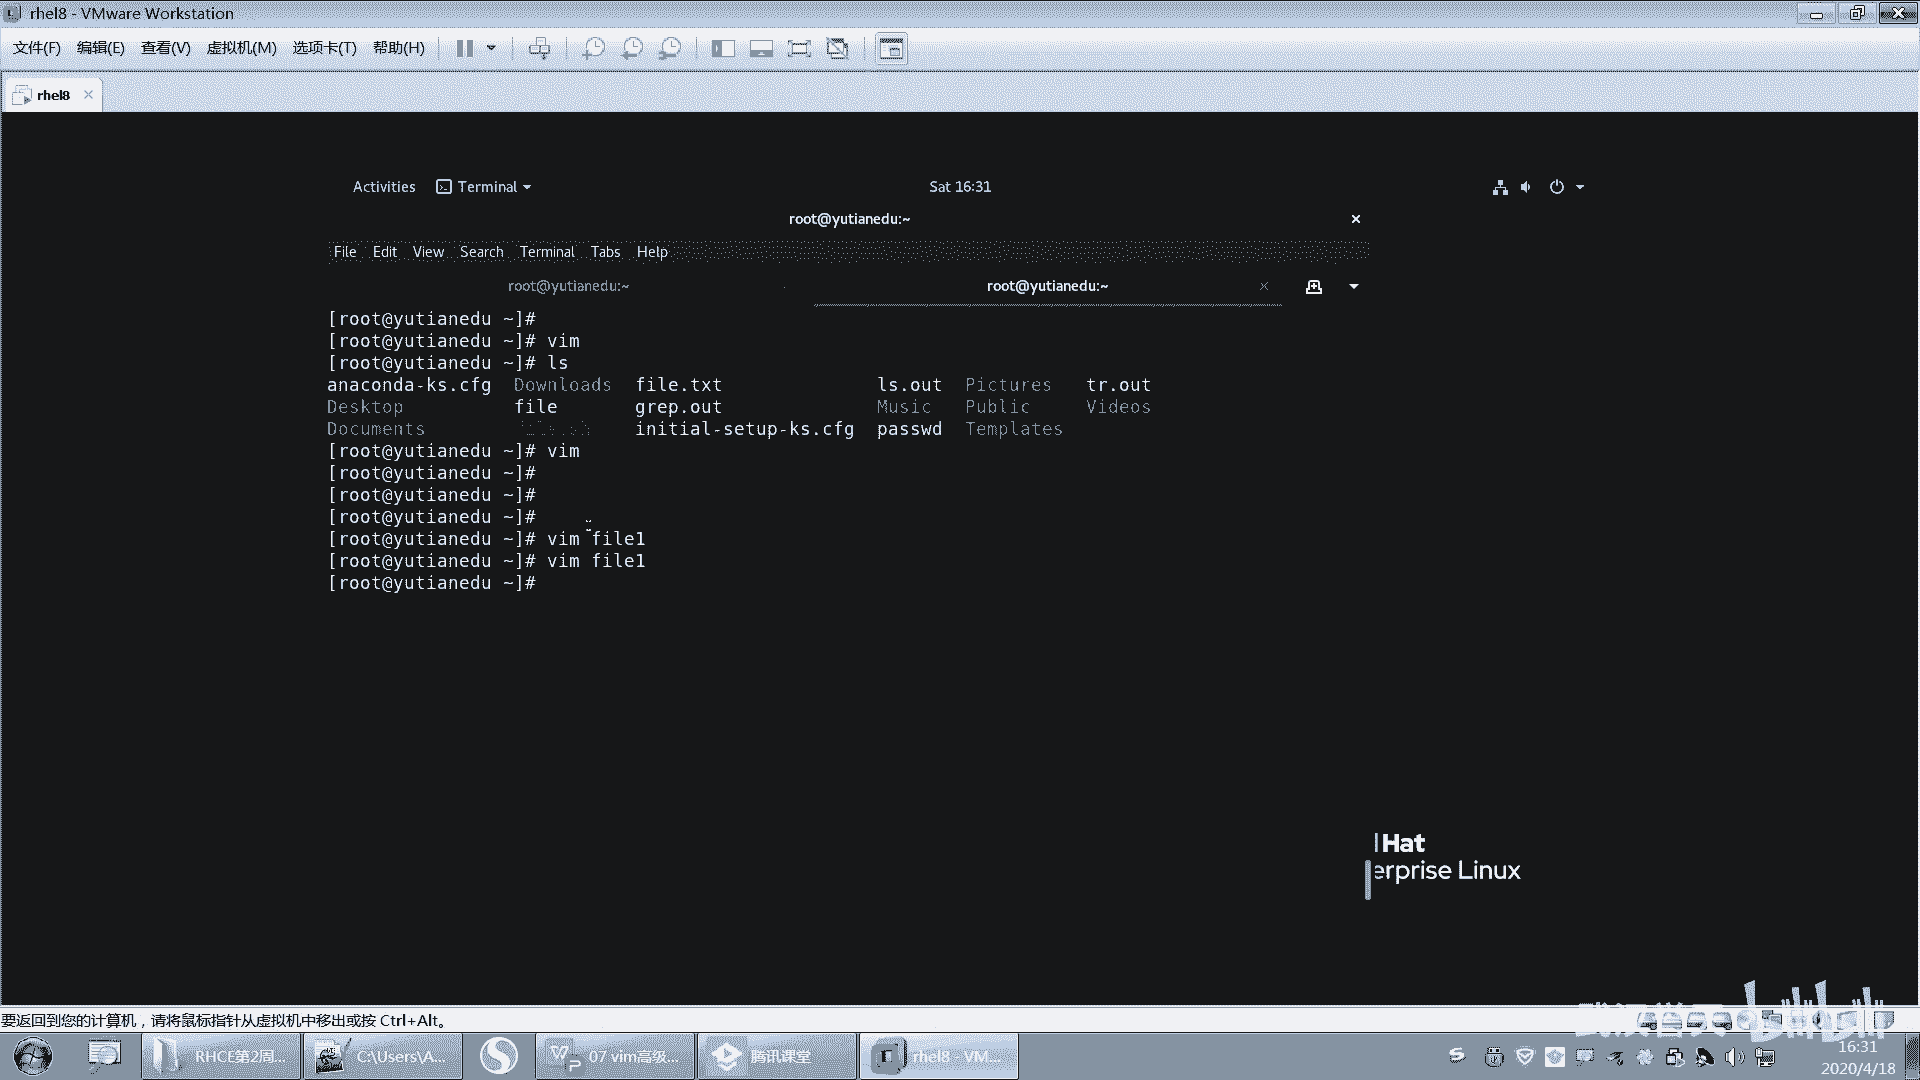 rhel8 - VMware Workstation
文件(F) 编辑(E) 查看(V) 虚拟机(M) 选项卡(T) 帮助(H)
rhel8
Activities Terminal Sat 16:31
root@yutianedu:~
File Edit View Search Terminal Tabs Help
root@yutianedu:~ root@yutianedu:~
[root@yutianedu ~]#
[root@yutianedu ~]# vim
[root@yutianedu ~]# ls
anaconda-ks.cfg Downloads file.txt ls.out Pictures tr.out
Desktop file grep.out Music Public Videos
Documents initial-setup-ks.cfg passwd Templates
[root@yutianedu ~]# vim
[root@yutianedu ~]#
[root@yutianedu ~]#
[root@yutianedu ~]#
[root@yutianedu ~]# vim file1
[root@yutianedu ~]# vim file1
[root@yutianedu ~]#
Hat
erprise Linux
要返回到您的计算机，请将鼠标指针从虚拟机中移出或按 Ctrl+Alt。
RHCE第2周... C:\Users\A... 07 vim高级... 腾讯课堂 rhel8 - VM...
16:31
2020/4/18